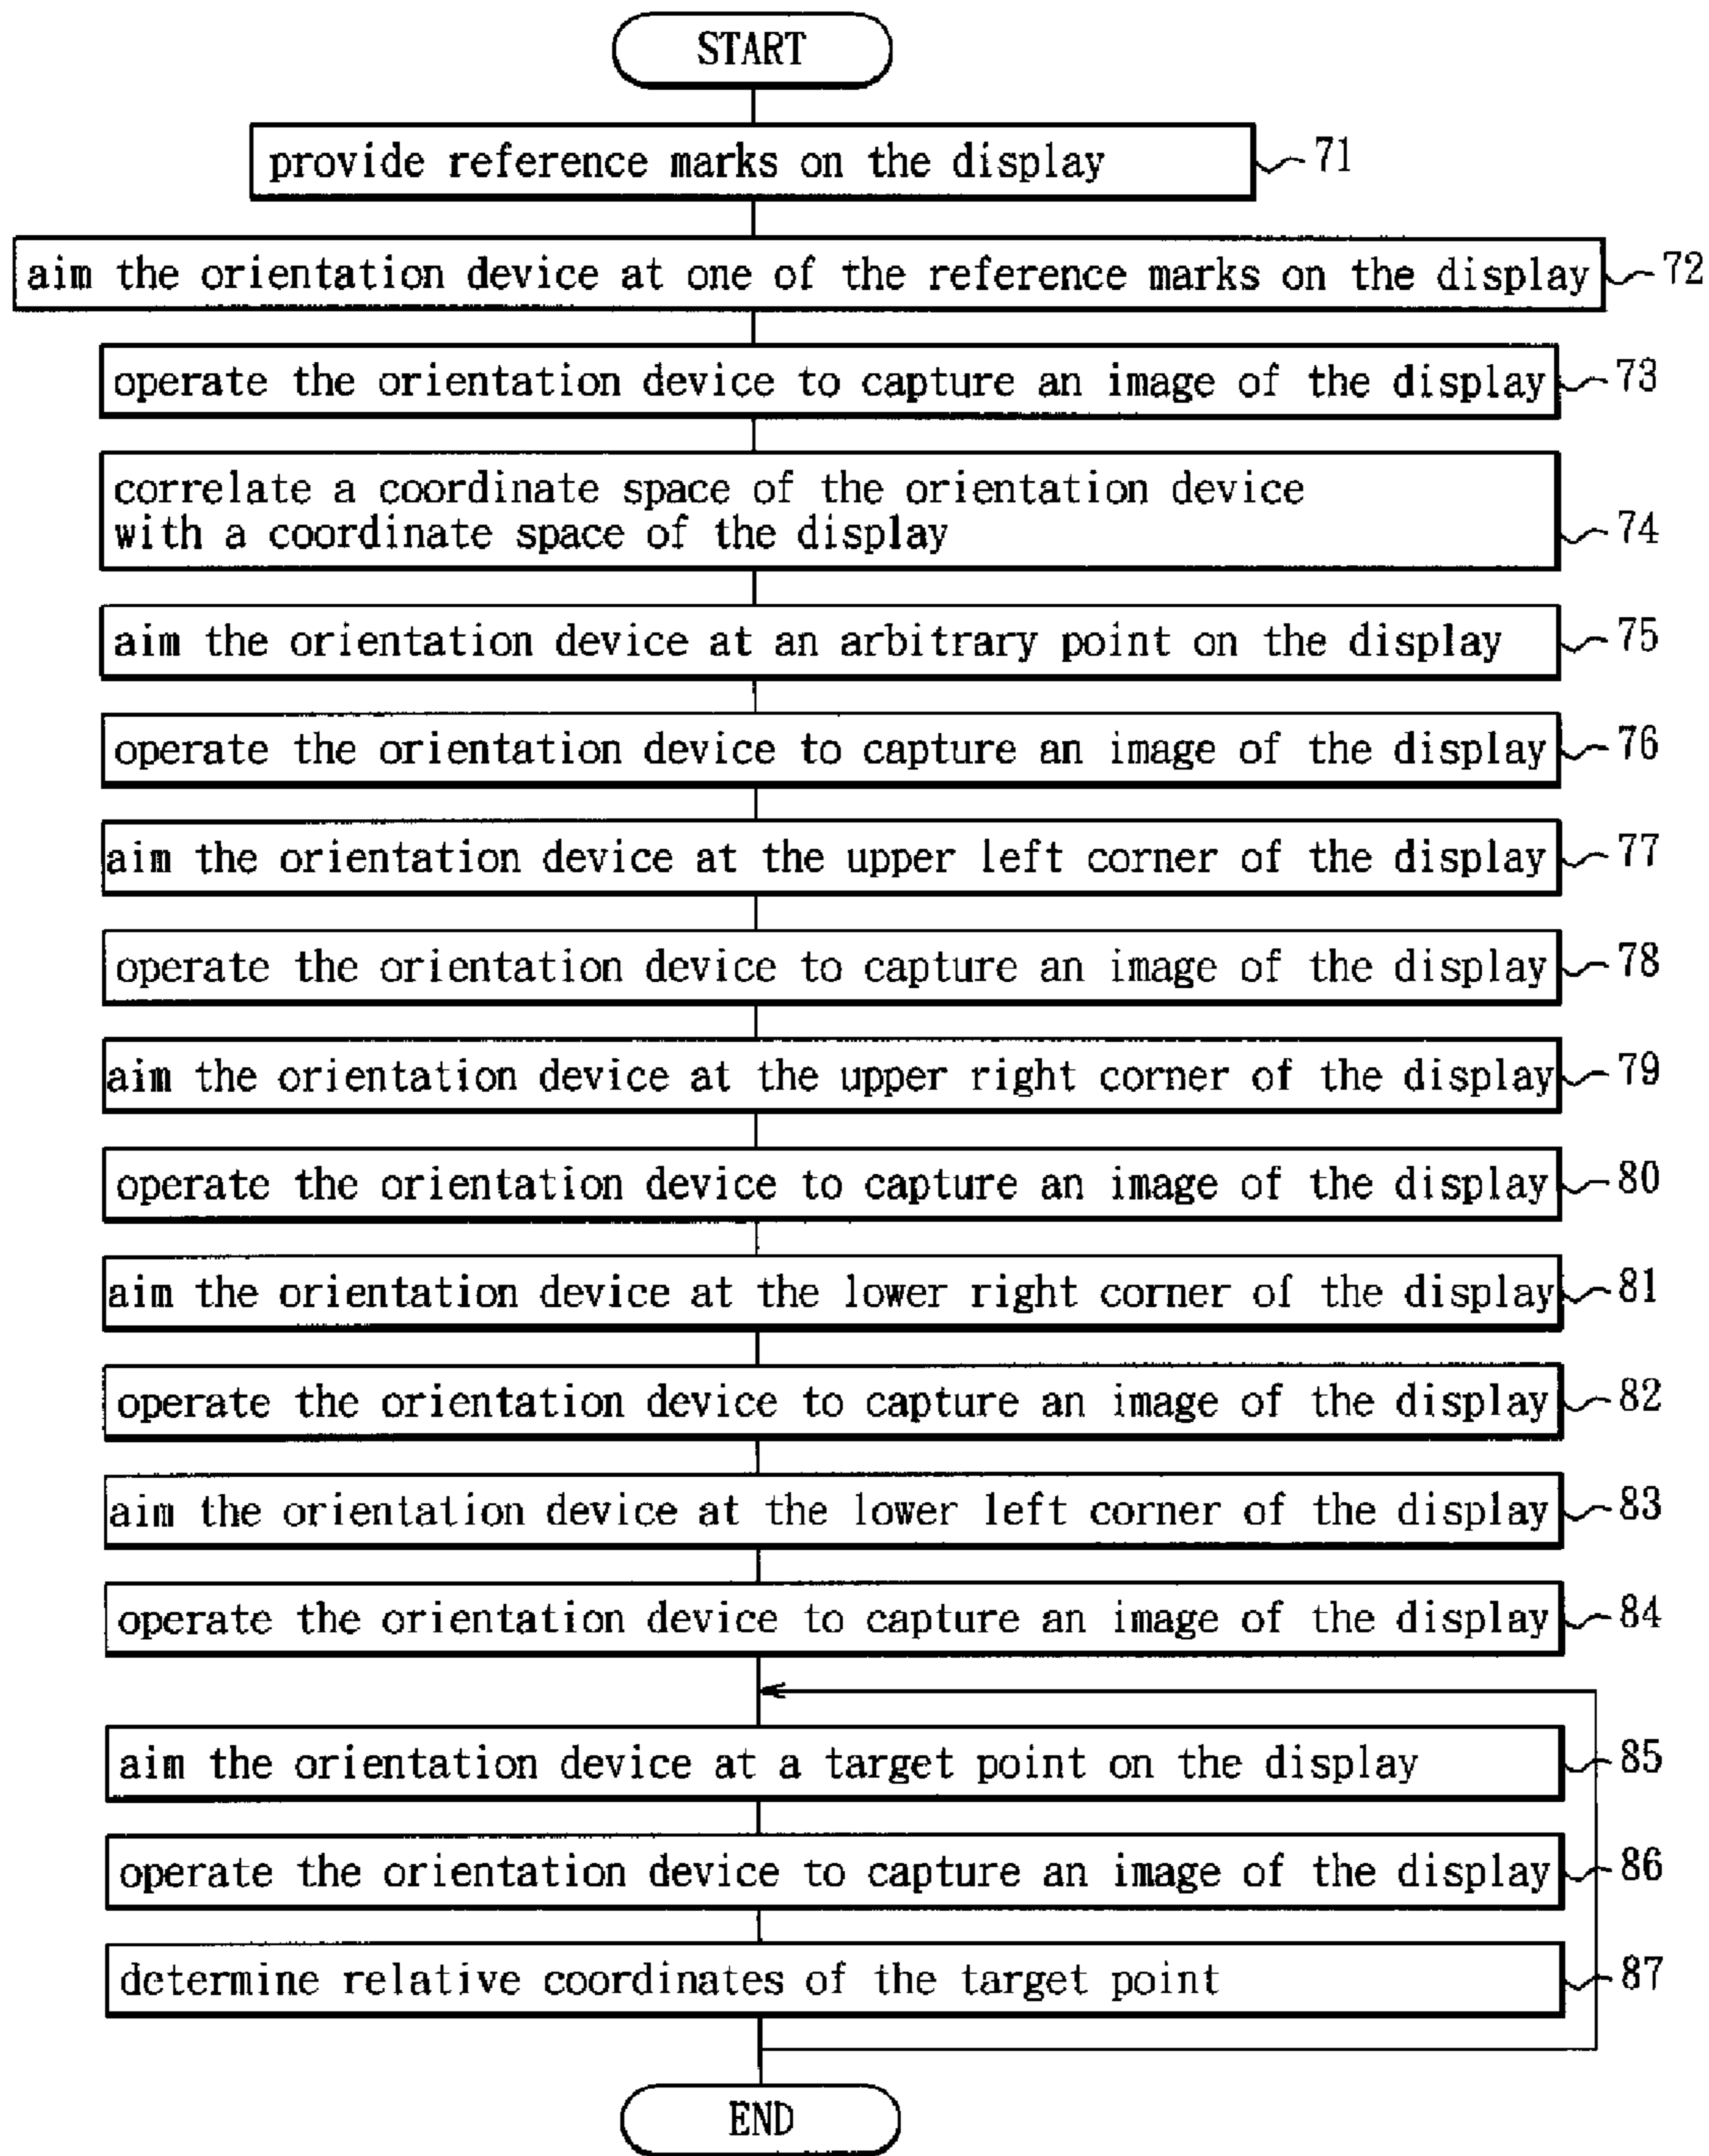 START
provide reference marks on the display 71
aim the orientation device at one of the reference marks on the display 72
operate the orientation device to capture an image of the display 73
correlate a coordinate space of the orientation device
with a coordinate space of the display 74
aim the orientation device at an arbitrary point on the display 75
operate the orientation device to capture an image of the display 76
aim the orientation device at the upper left corner of the display 77
operate the orientation device to capture an image of the display 78
aim the orientation device at the upper right corner of the display 79
operate the orientation device to capture an image of the display 80
aim the orientation device at the lower right corner of the display 81
operate the orientation device to capture an image of the display 82
aim the orientation device at the lower left corner of the display 83
operate the orientation device to capture an image of the display 84
aim the orientation device at a target point on the display 85
operate the orientation device to capture an image of the display 86
determine relative coordinates of the target point 87
END